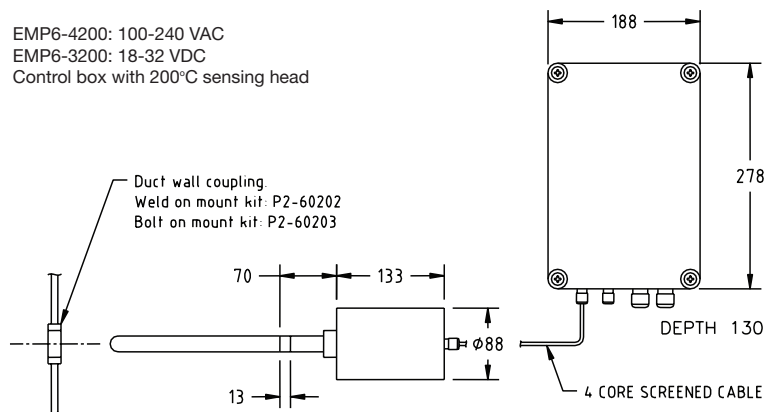 EMP6-4200: 100-240 VAC
EMP6-3200: 18-32 VDC
Control box with 200°C sensing head
188
278
Duct wall coupling.
Weld on mount kit: P2-60202
Bolt on mount kit: P2-60203
70
133
DEPTH 130
Ø88
4 CORE SCREENED CABLE
13